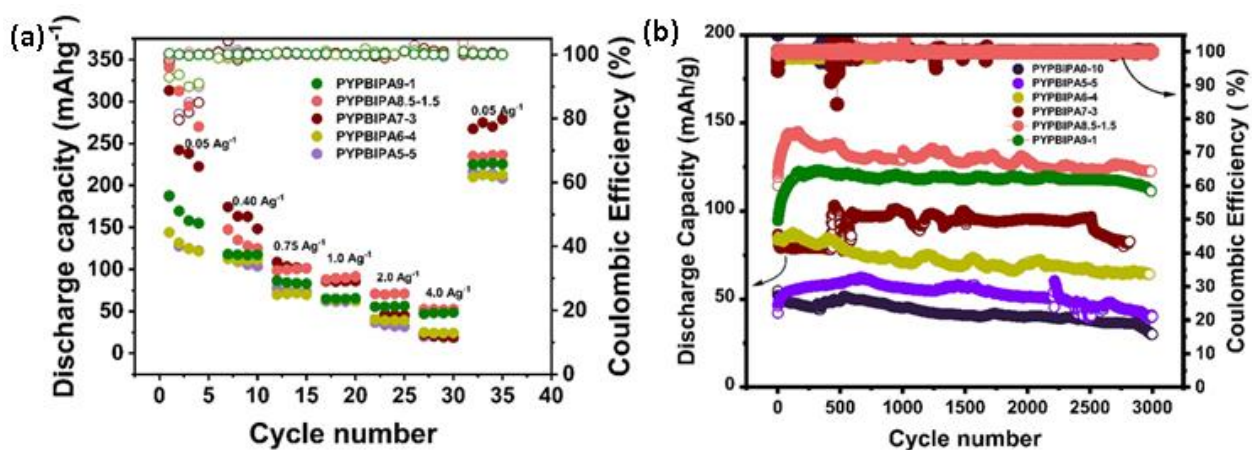 (a)
Discharge capacity (mAhg⁻¹)
350
300
250
200
150
100
50
0
PYPBIPA9-1
PYPBIPA8.5-1.5
PYPBIPA7-3
PYPBIPA6-4
PYPBIPA5-5
0.05 Ag⁻¹
0.40 Ag⁻¹
0.75 Ag⁻¹
1.0 Ag⁻¹
2.0 Ag⁻¹
4.0 Ag⁻¹
0.05 Ag⁻¹
100
80
60
40
20
0
Coulombic Efficiency (%)
0 5 10 15 20 25 30 35 40
Cycle number
(b)
Discharge Capacity (mAh/g)
200
150
100
50
0
PYPBIPA0-10
PYPBIPA5-5
PYPBIPA6-4
PYPBIPA7-3
PYPBIPA8.5-1.5
PYPBIPA9-1
100
90
80
70
60
50
40
30
20
10
0
Coulombic Efficiency ( %)
0 500 1000 1500 2000 2500 3000
Cycle number